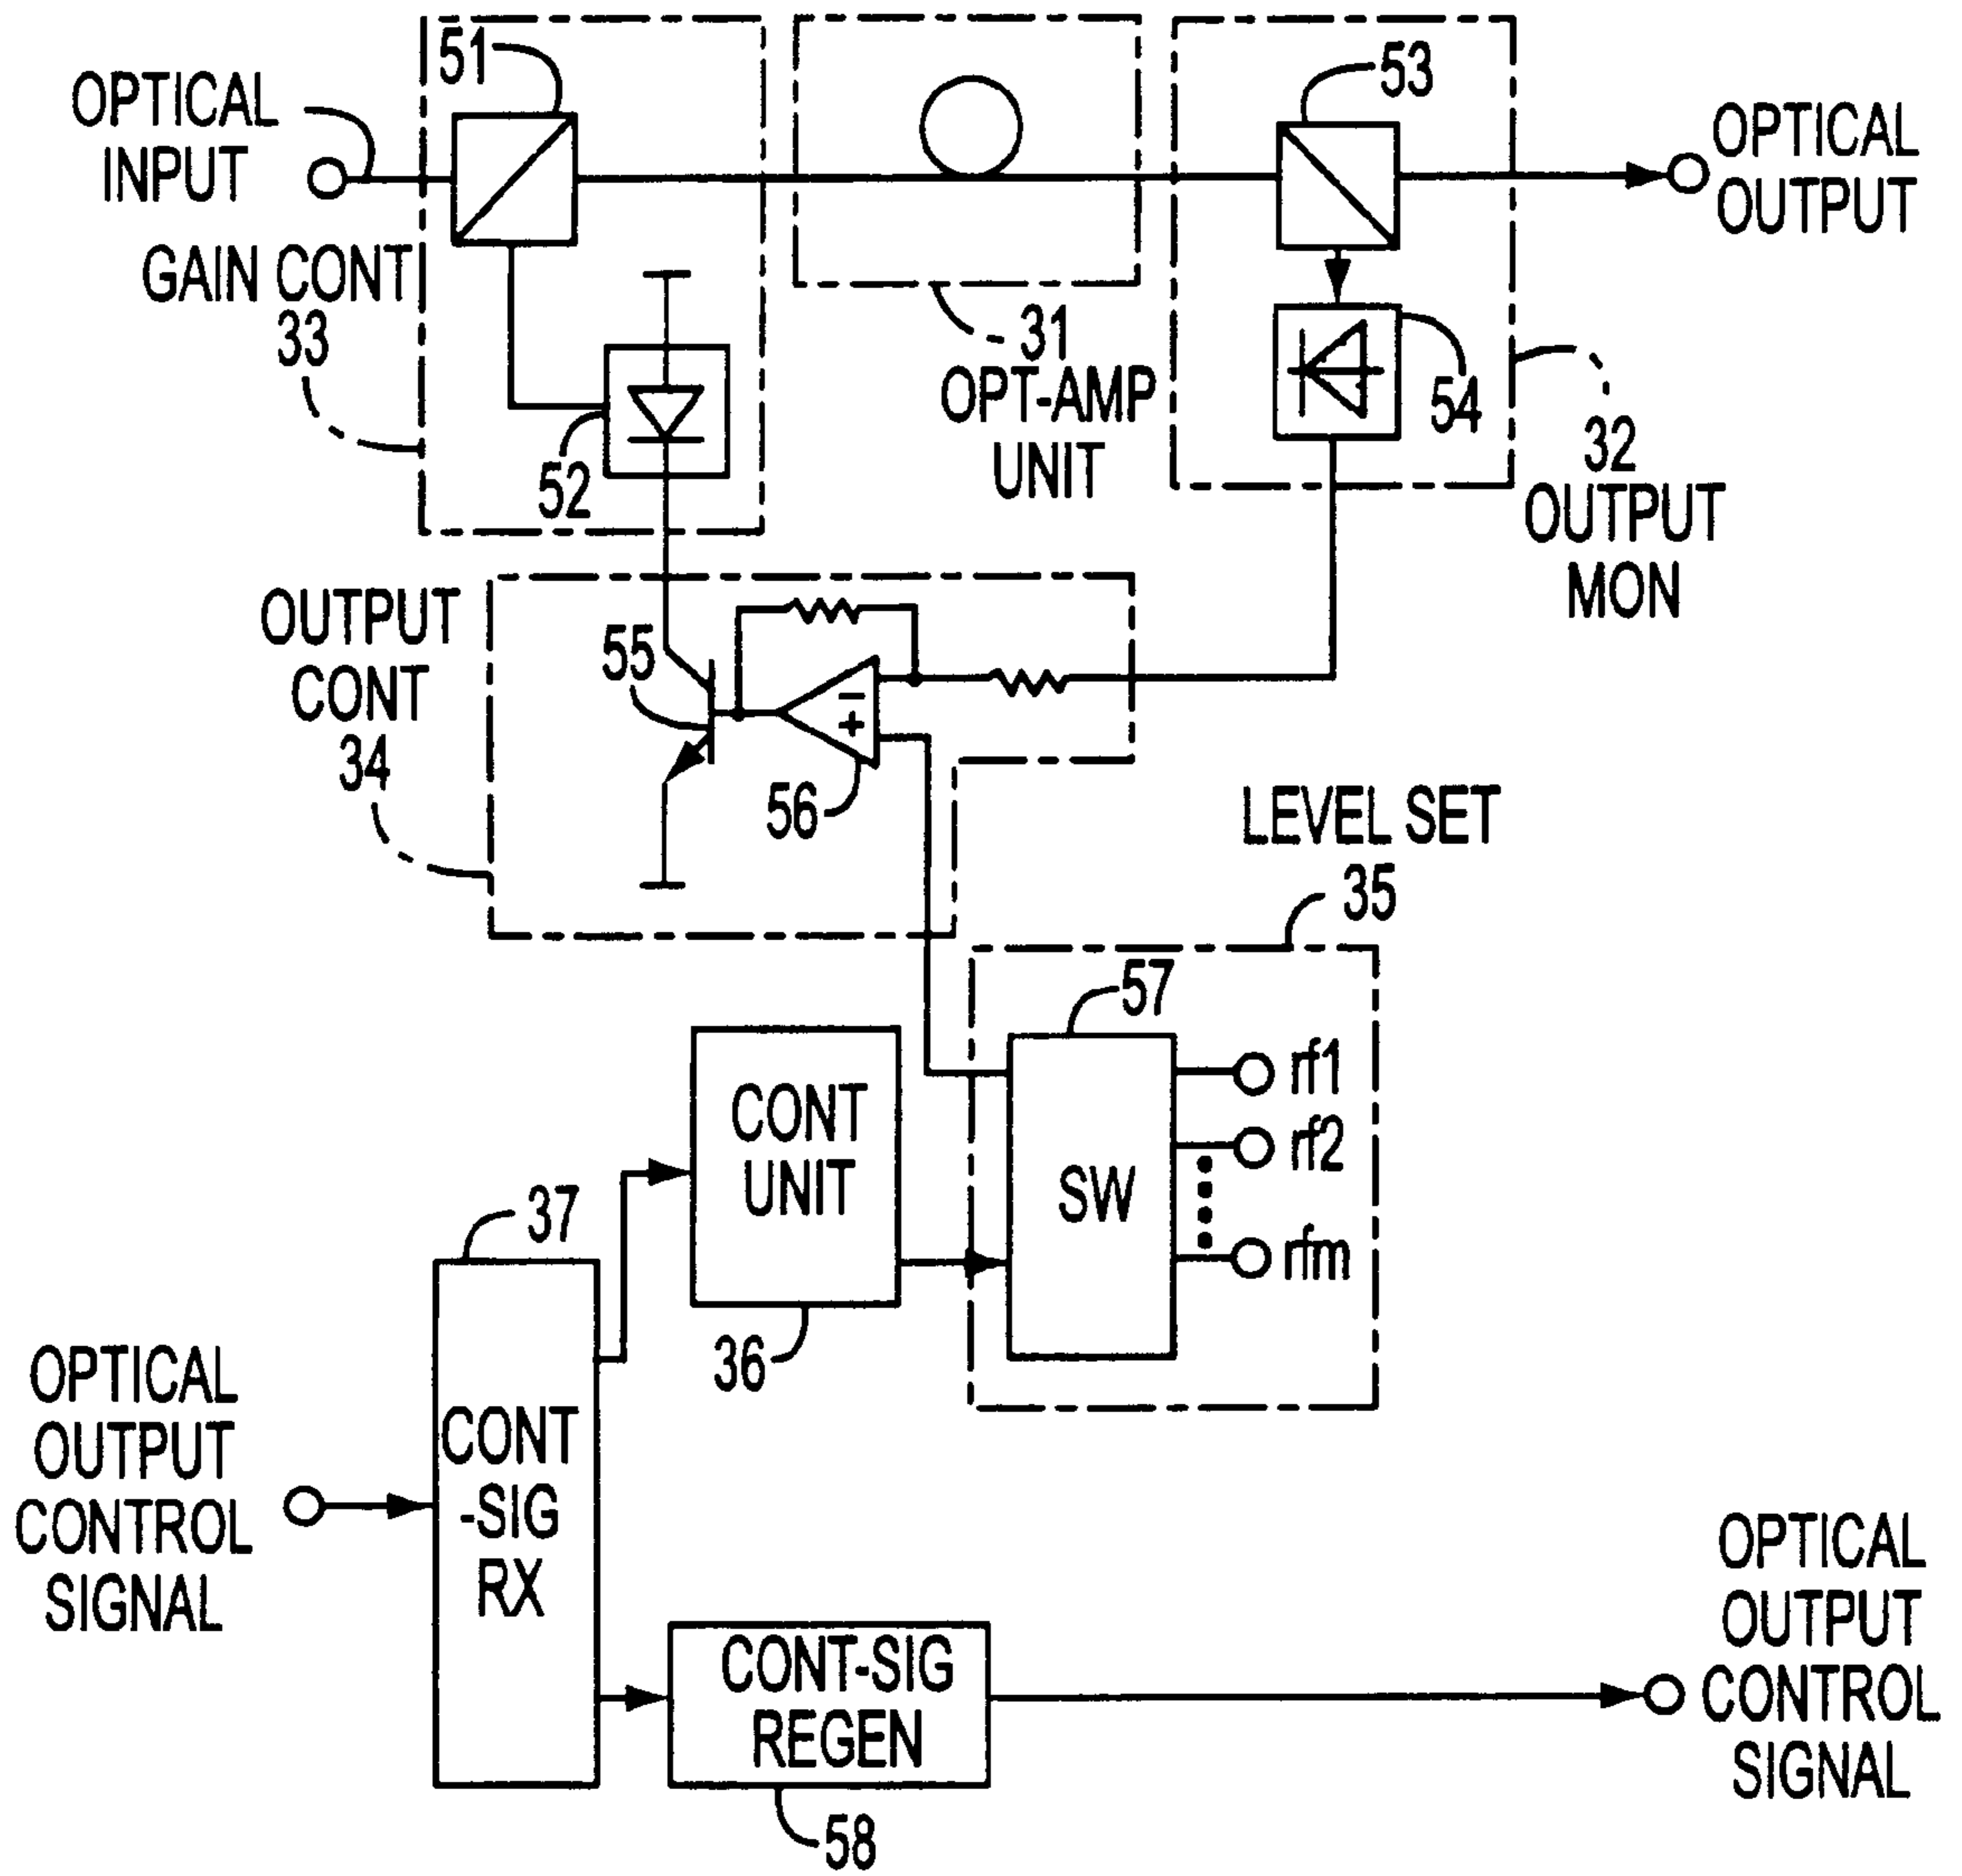 51
OPTICAL
INPUT
GAIN CONT
33
52
31
OPT-AMP
UNIT
53
OPTICAL
OUTPUT
54
32
OUTPUT
MON
OUTPUT
CONT
34
55
−
+
56
LEVEL SET
35
57
SW
rf1
rf2
rfm
CONT
UNIT
36
37
CONT
-SIG
RX
OPTICAL
OUTPUT
CONTROL
SIGNAL
CONT-SIG
REGEN
58
OPTICAL
OUTPUT
CONTROL
SIGNAL